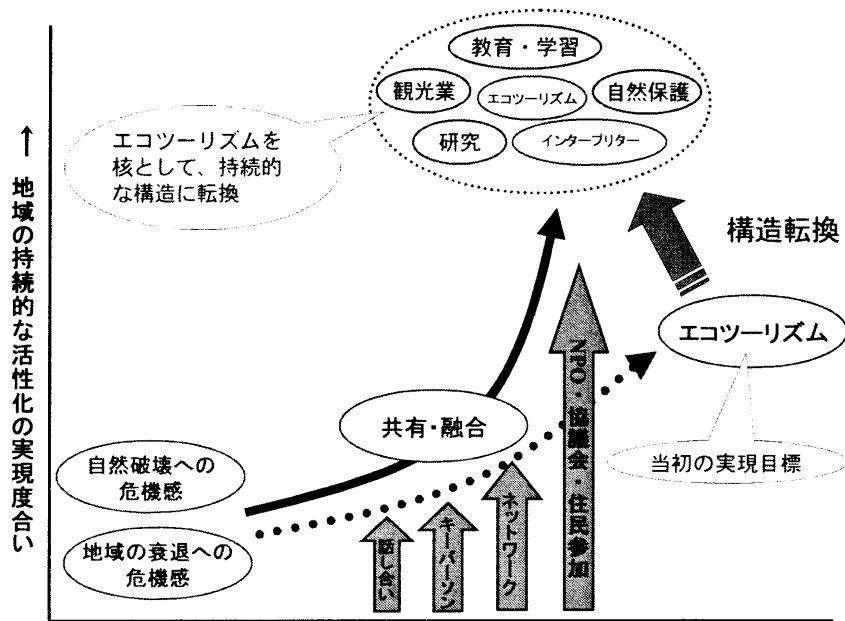 教育・学習
観光業
エコツーリズム
自然保護
研究
インタープリター
エコツーリズムを
核として、持続的
な構造に転換
↑ 地域の持続的な活性化の実現度合い
構造転換
エコツーリズム
当初の実現目標
共有・融合
自然破壊への
危機感
地域の衰退への
危機感
話し合い
キーパーソン
ネットワーク
NPO・協議会・住民参加